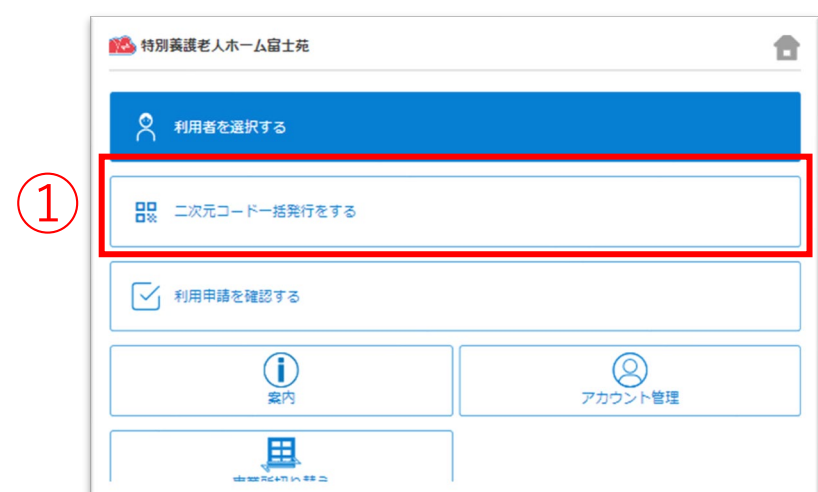 特別養護老人ホーム富士苑
利用者を選択する
①
二次元コード一括発行をする
利用申請を確認する
案内
アカウント管理